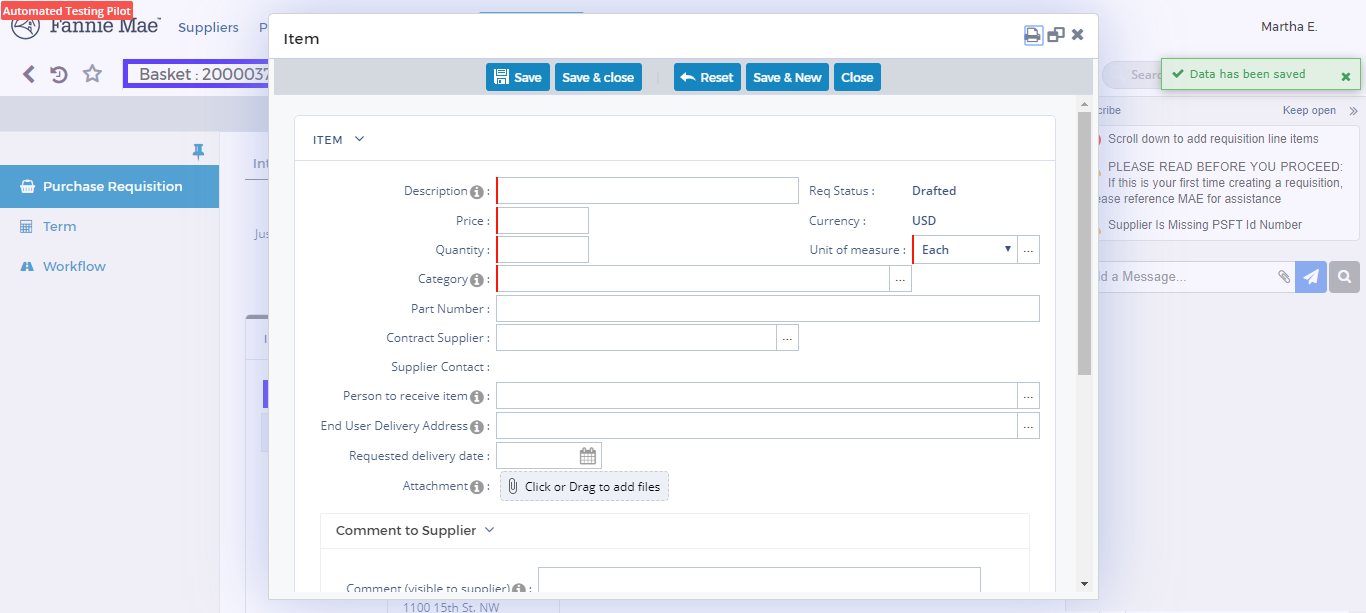 Automated Testing Pilot
Fannie Mae
Suppliers
P
Martha E.
Basket : 2000037
Sear
Data has been saved
Item
Save
Save & close
Reset
Save & New
Close
cribe
Keep open
Scroll down to add requisition line items
PLEASE READ BEFORE YOU PROCEED:
If this is your first time creating a requisition,
ease reference MAE for assistance
Supplier Is Missing PSFT Id Number
d a Message...
Purchase Requisition
Term
Workflow
Int
Jus
ITEM
Description :
Req Status :
Drafted
Price :
Currency :
USD
Quantity :
Unit of measure :
Each
...
Category :
...
Part Number :
Contract Supplier :
...
Supplier Contact :
Person to receive item :
...
End User Delivery Address :
...
Requested delivery date :
Attachment :
Click or Drag to add files
Comment to Supplier
Comment (visible to supplier) :
1100 15th St. NW